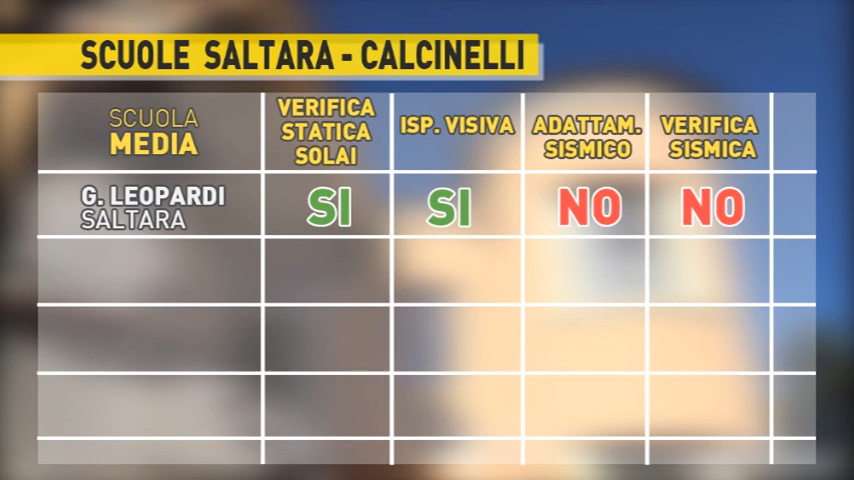 SCUOLE SALTARA - CALCINELLI
SCUOLA
MEDIA
VERIFICA
STATICA
SOLAI
ISP. VISIVA
ADATTAM.
SISMICO
VERIFICA
SISMICA
G. LEOPARDI
SALTARA
SI
SI
NO
NO